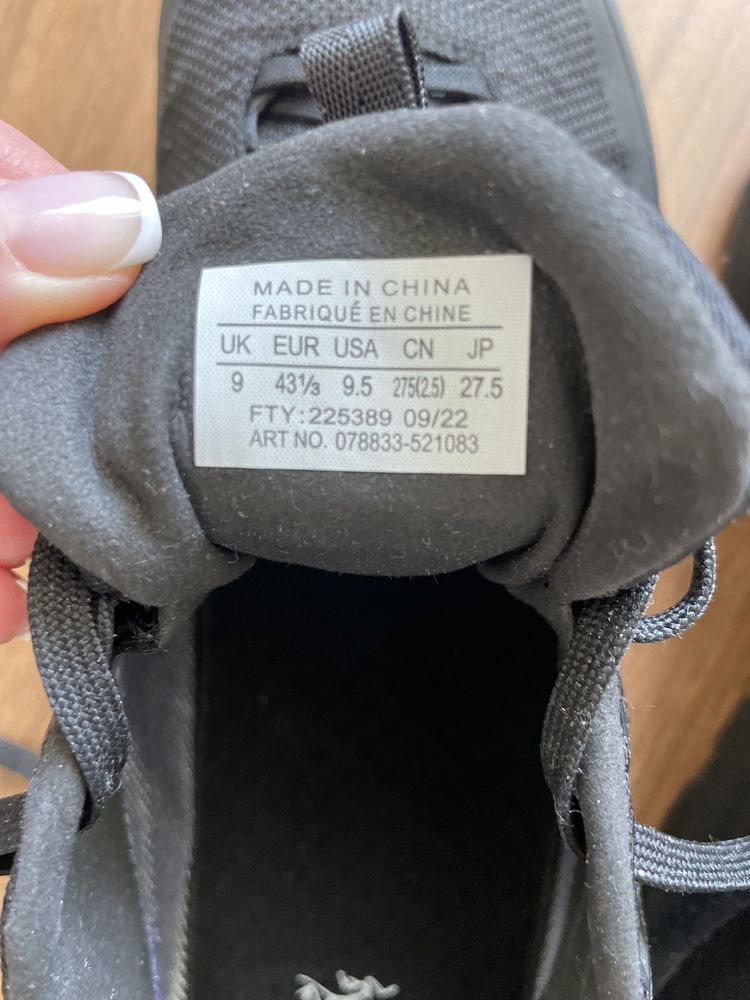 MADE IN CHINA
FABRIQUÉ EN CHINE
UK EUR USA CN JP
9 43⅓ 9.5 275(2.5) 27.5
FTY: 225389 09/22
ART NO. 078833-521083